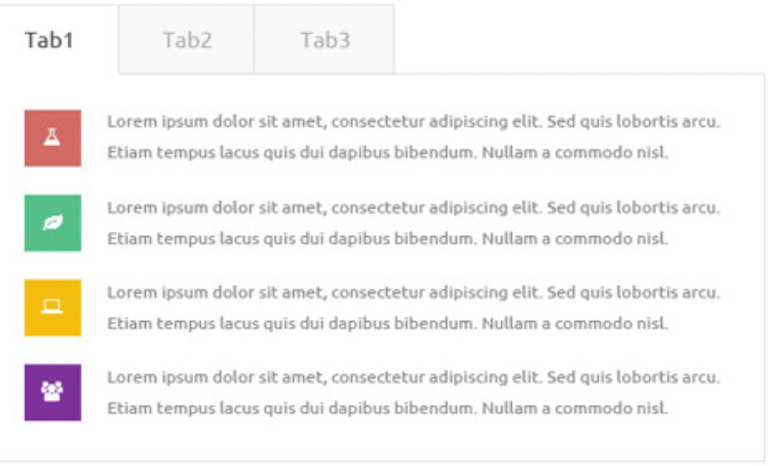 Tab1 Tab2 Tab3
Lorem ipsum dolor sit amet, consectetur adipiscing elit. Sed quis lobortis arcu.
Etiam tempus lacus quis dui dapibus bibendum. Nullam a commodo nisl.
Lorem ipsum dolor sit amet, consectetur adipiscing elit. Sed quis lobortis arcu.
Etiam tempus lacus quis dui dapibus bibendum. Nullam a commodo nisl.
Lorem ipsum dolor sit amet, consectetur adipiscing elit. Sed quis lobortis arcu.
Etiam tempus lacus quis dui dapibus bibendum. Nullam a commodo nisl.
Lorem ipsum dolor sit amet, consectetur adipiscing elit. Sed quis lobortis arcu.
Etiam tempus lacus quis dui dapibus bibendum. Nullam a commodo nisl.